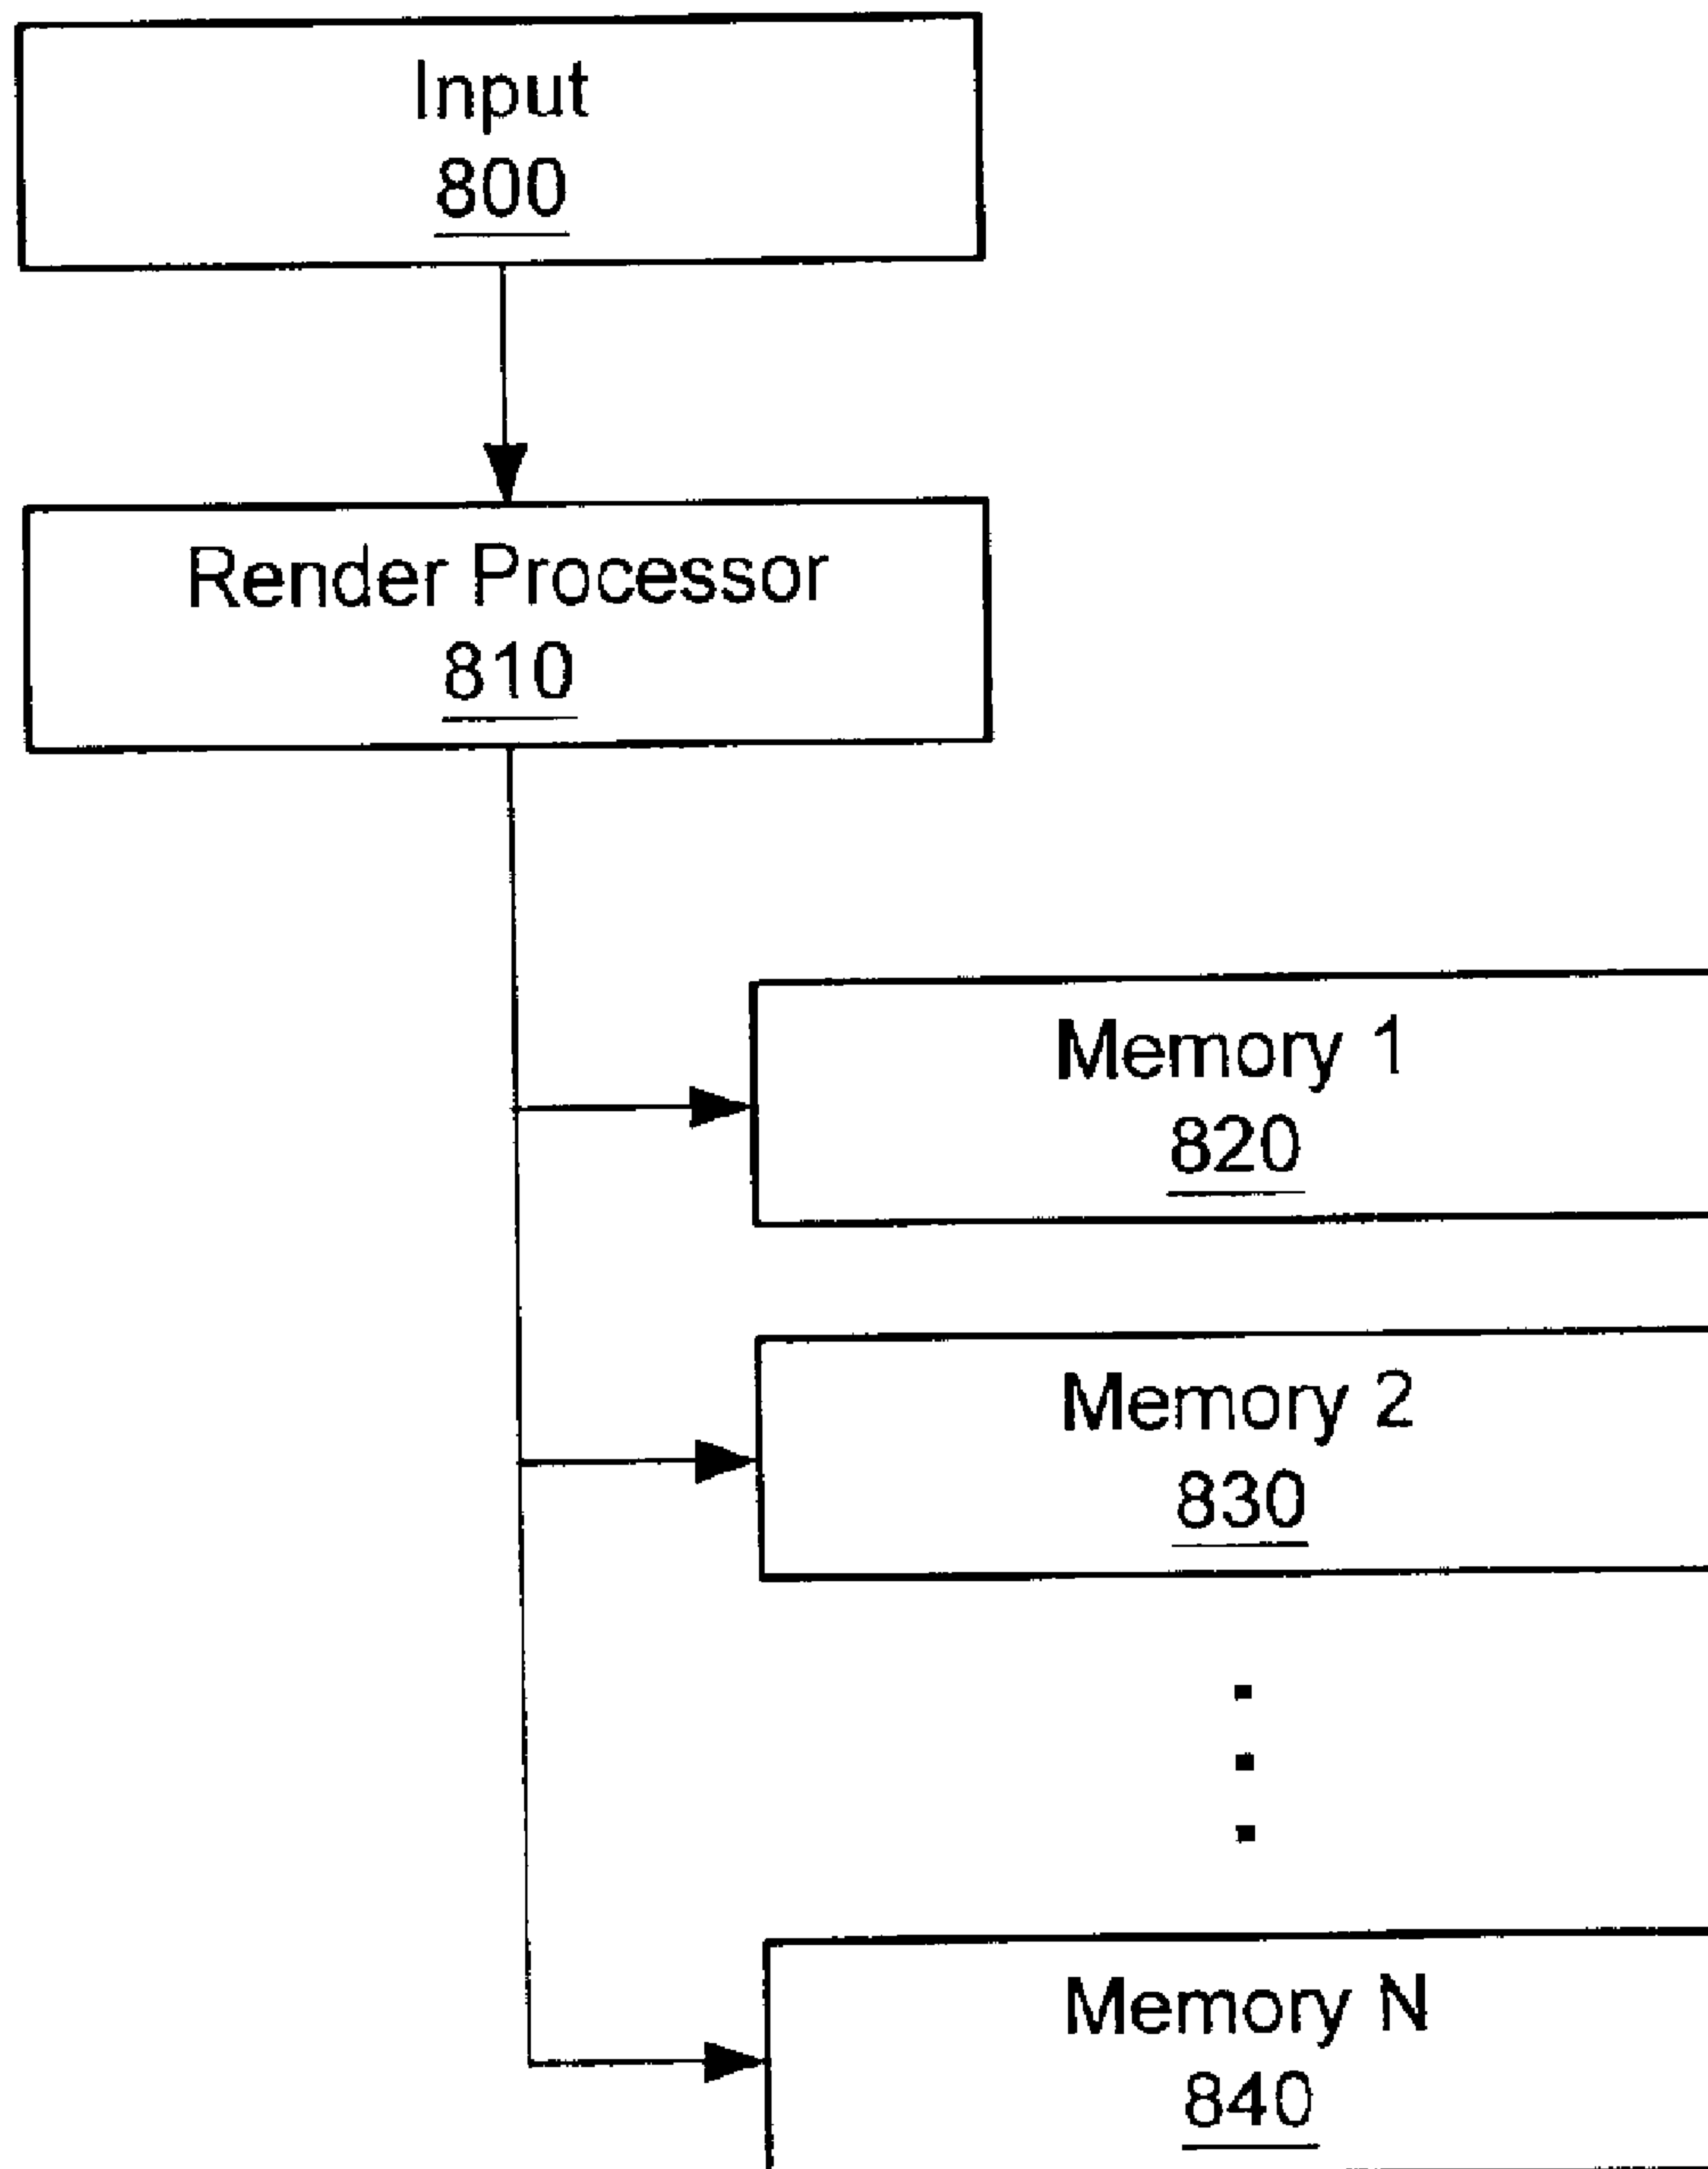 Input
800
Render Processor
810
Memory 1
820
Memory 2
830
Memory N
840